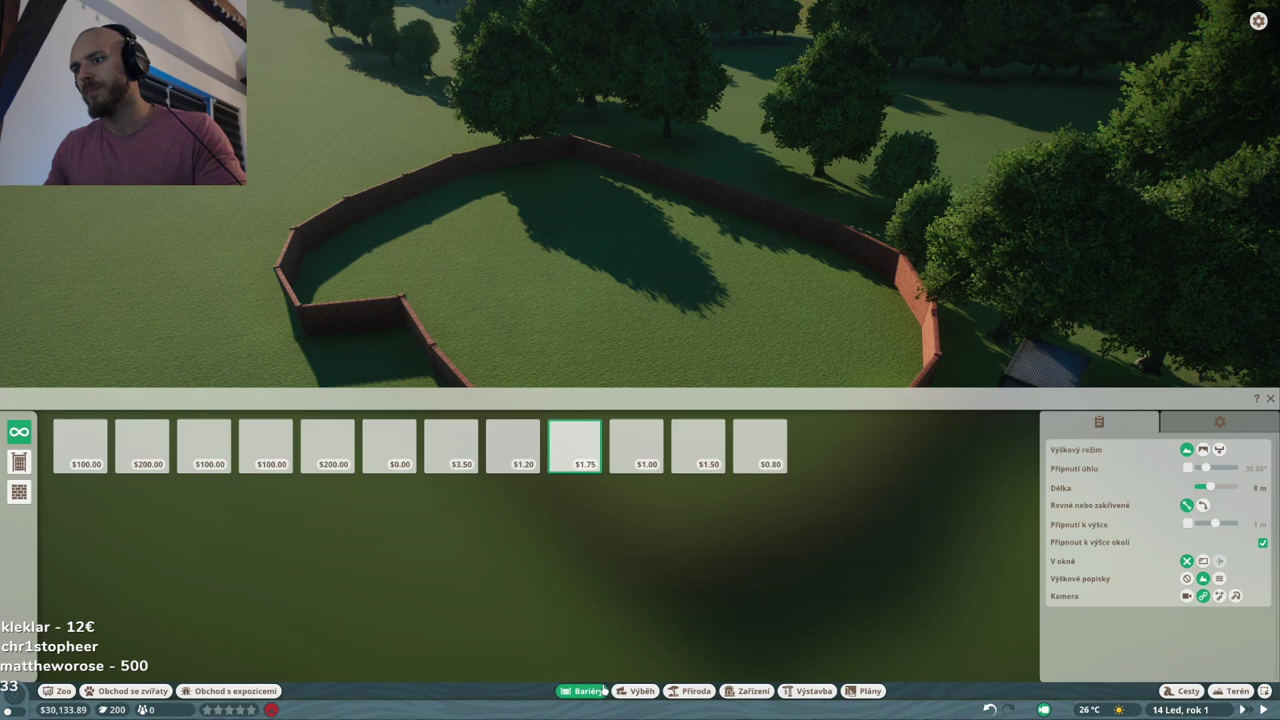 ?
$100.00 $200.00 $100.00 $100.00 $200.00 $0.00 $3.50 $1.20 $1.75 $1.00 $1.50 $0.80
Výškový režim
Připnutí úhlu 30.00°
Délka 8 m
Rovné nebo zakřivené
Připnutí k výšce 1 m
Připnout k výšce okolí
V okně
Výškové popisky
Kamera
kleklar - 12€
chr1stopheer
mattheworose - 500
33
Zoo Obchod se zvířaty Obchod s expozicemi Bariéry Výběh Příroda Zařízení Výstavba Plány Cesty Terén
$30,133.89 200 0 26 °C 14 Led, rok 1